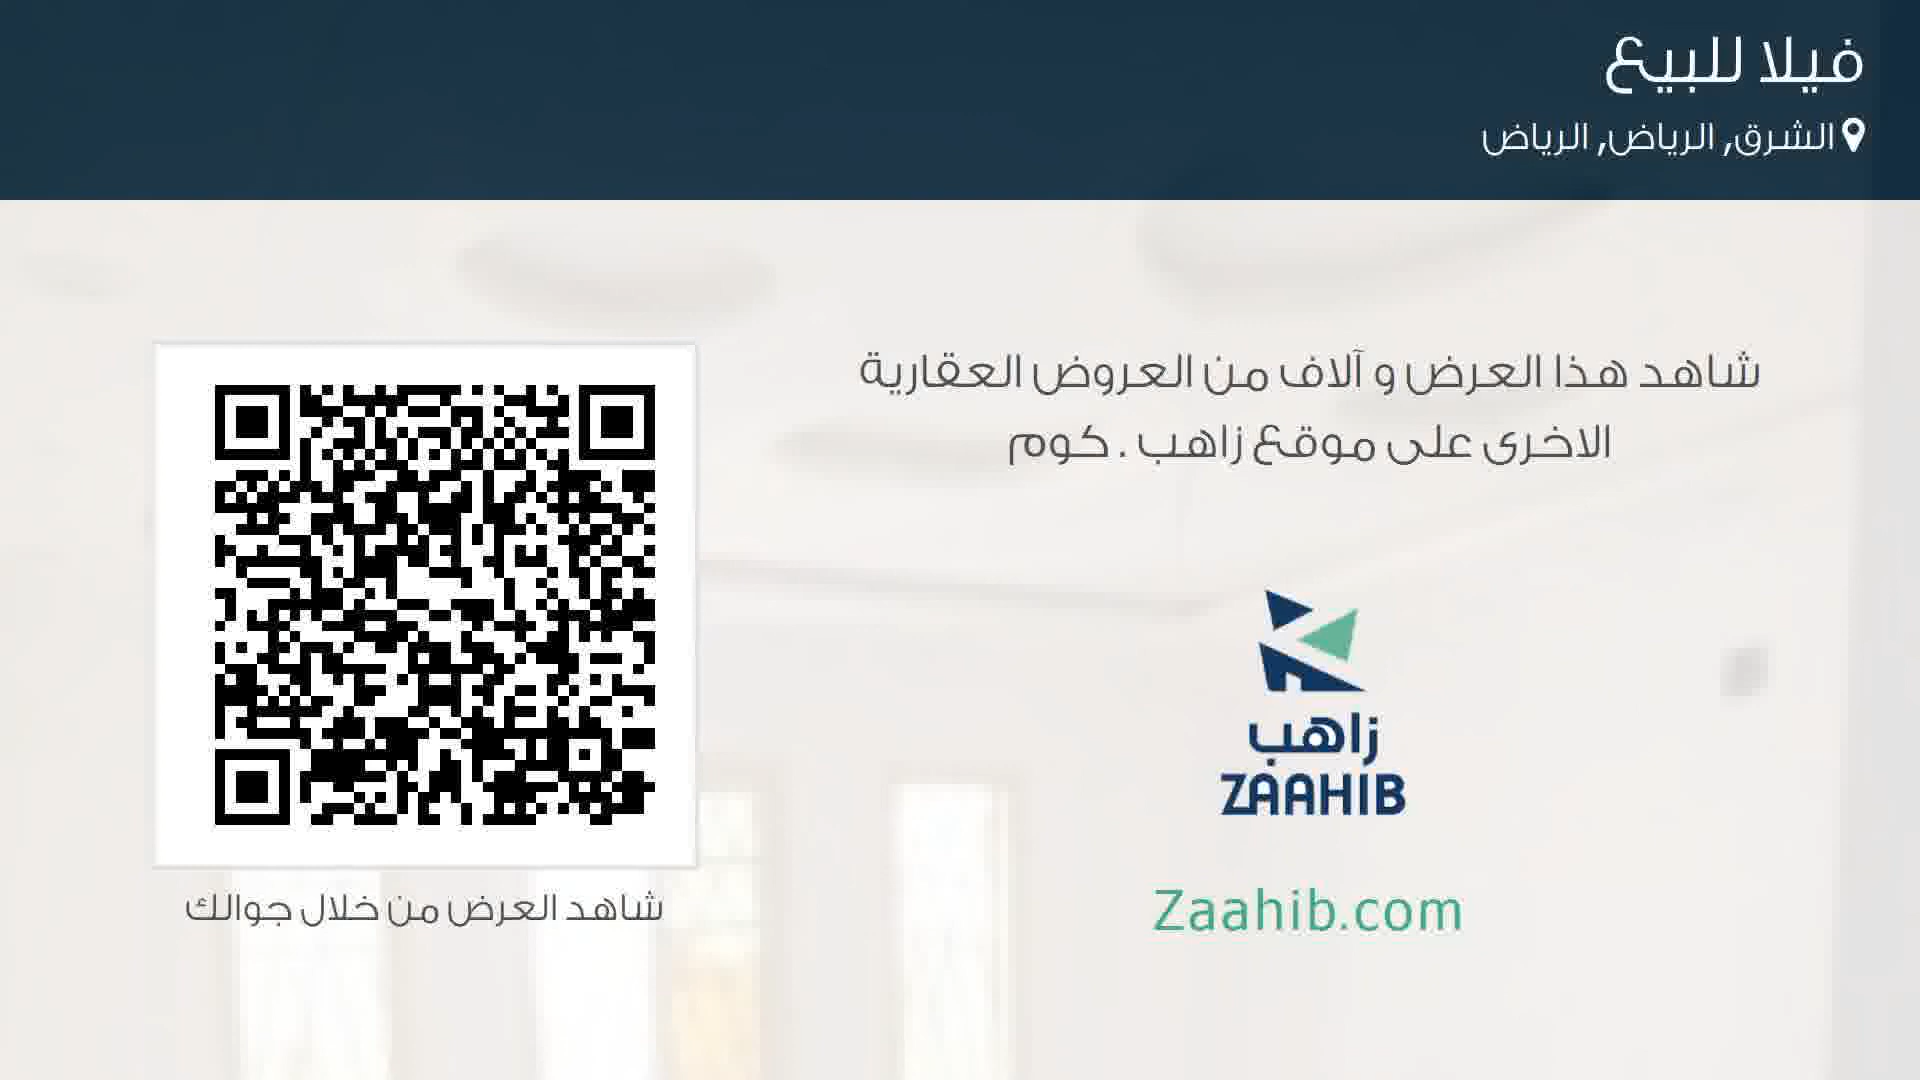 فيلا للبيع
الشرق, الرياض, الرياض
شاهد هذا العرض و آلاف من العروض العقارية
الاخرى على موقع زاهب . كوم
زاهب
ZAAHIB
Zaahib.com
شاهد العرض من خلال جوالك